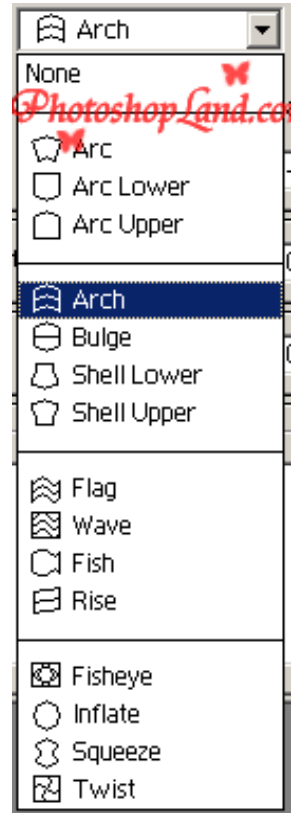 Arch
None
PhotoshopLand.co
Arc
Arc Lower
Arc Upper
Arch
Bulge
Shell Lower
Shell Upper
Flag
Wave
Fish
Rise
Fisheye
Inflate
Squeeze
Twist